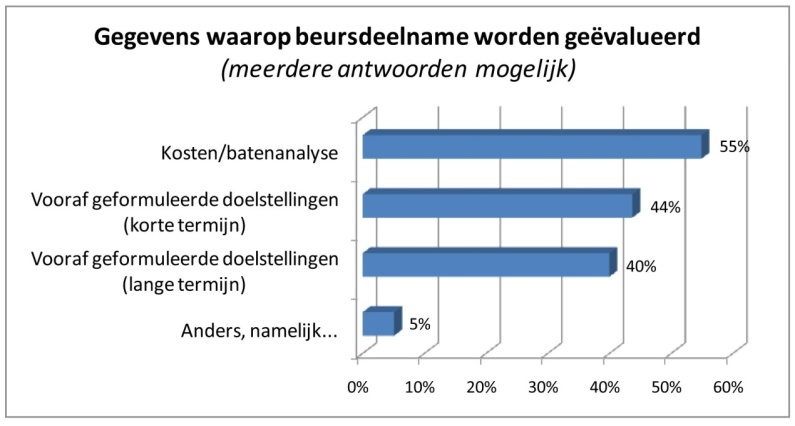 Gegevens waarop beursdeelname worden geëvalueerd
(meerdere antwoorden mogelijk)
Kosten/batenanalyse
55%
Vooraf geformuleerde doelstellingen
(korte termijn)
44%
Vooraf geformuleerde doelstellingen
(lange termijn)
40%
Anders, namelijk...
5%
0% 10% 20% 30% 40% 50% 60%